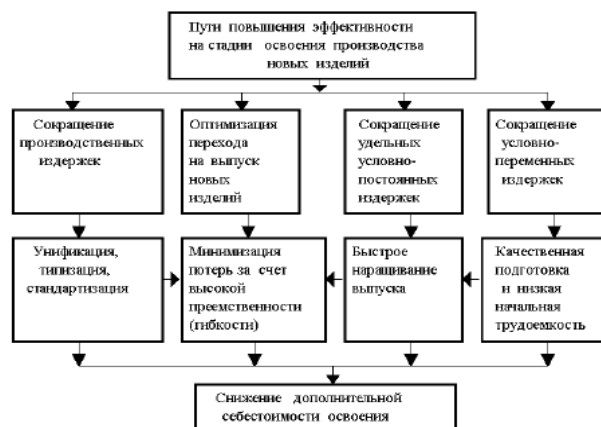 Пути повышения эффективности
на стадии освоения производства
новых изделий
Сокращение
производственных
издержек
Оптимизация
перехода
на выпуск
новых
изделий
Сокращение
удельных
условно-
постоянных
издержек
Сокращение
условно-
переменных
издержек
Унификация,
типизация,
стандартизация
Минимизация
потерь за счет
высокой
преемственности
(гибкости)
Быстрое
наращивание
выпуска
Качественная
подготовка
и низкая
начальная
трудоемкость
Снижение дополнительной
себестоимости освоения